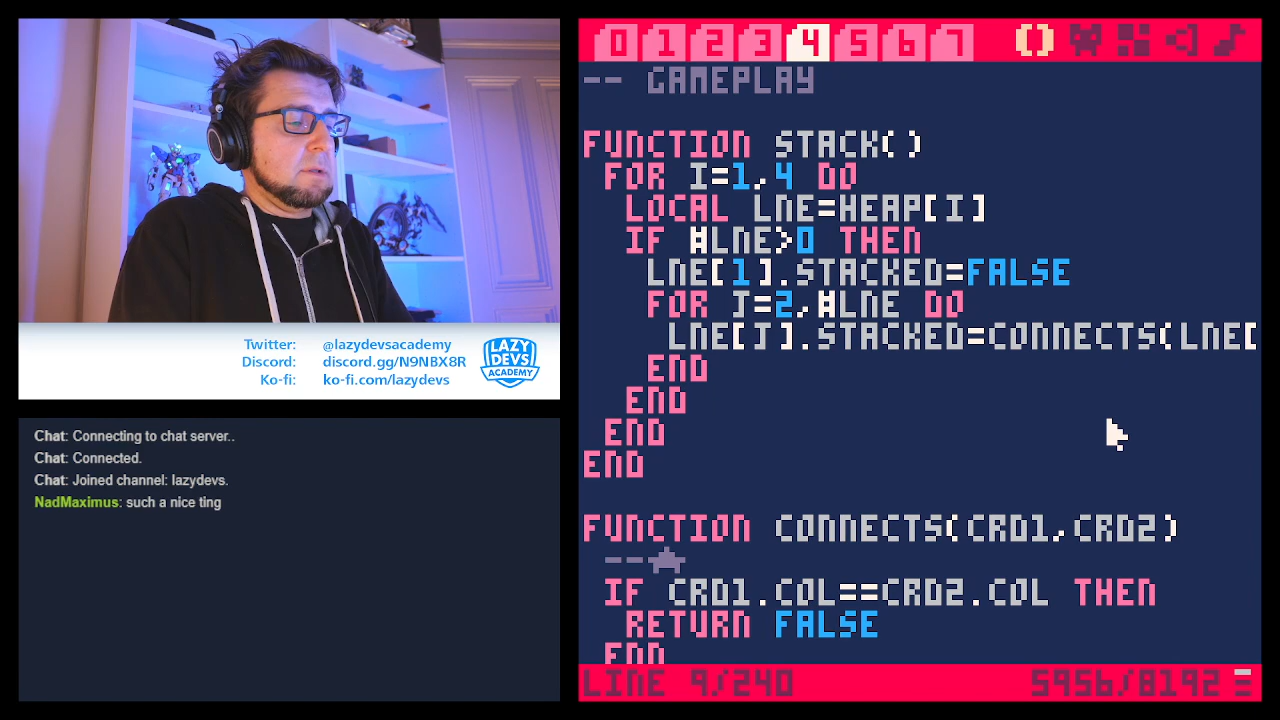 Twitter: @lazydevsacademy
Discord: discord.gg/N9NBX8R
Ko-fi: ko-fi.com/lazydevs
LAZY
DEVS
ACADEMY
Chat: Connecting to chat server..
Chat: Connected.
Chat: Joined channel: lazydevs.
NadMaximus: such a nice ting
0 1 2 3 4 5 6 7 ()
-- GAMEPLAY
FUNCTION STACK()
FOR I=1,4 DO
LOCAL LNE=HEAP[I]
IF #LNE>0 THEN
LNE[1].STACKED=FALSE
FOR J=2,#LNE DO
LNE[J].STACKED=CONNECTS(LNE[
END
END
END
END
FUNCTION CONNECTS(CRD1,CRD2)
--
IF CRD1.COL==CRD2.COL THEN
RETURN FALSE
END
LINE 9/240 5956/8192